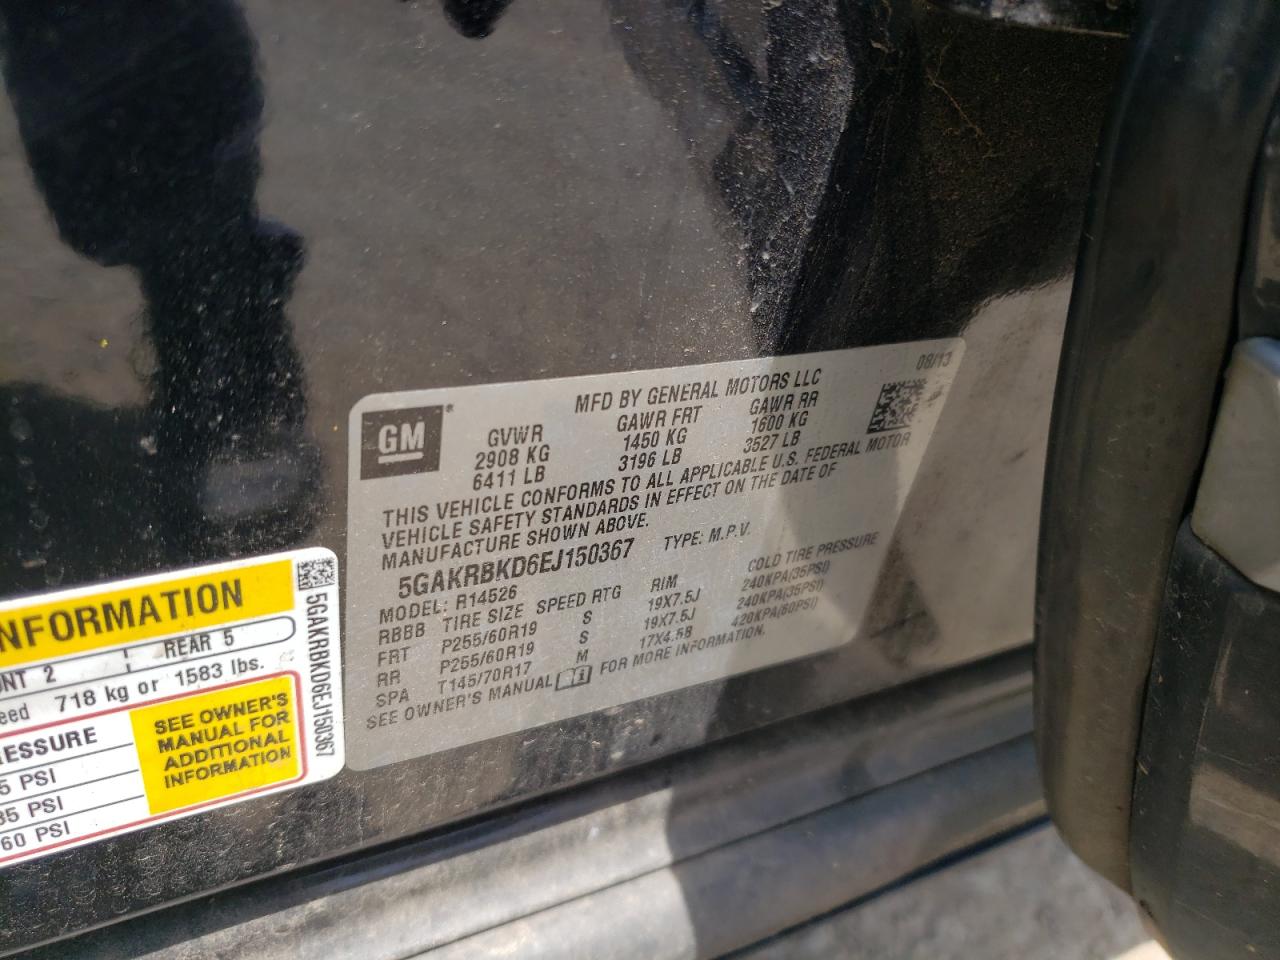 MFD BY GENERAL MOTORS LLC 08/13
GM®
GVWR GAWR FRT GAWR RR
2908 KG 1450 KG 1600 KG
6411 LB 3196 LB 3527 LB
THIS VEHICLE CONFORMS TO ALL APPLICABLE U.S. FEDERAL MOTOR
VEHICLE SAFETY STANDARDS IN EFFECT ON THE DATE OF
MANUFACTURE SHOWN ABOVE.
5GAKRBKD6EJ150367 TYPE: M.P.V.
MODEL: R14526
RBBB TIRE SIZE SPEED RTG RIM COLD TIRE PRESSURE
FRT P255/60R19 S 19X7.5J 240KPA(35PSI)
RR P255/60R19 S 19X7.5J 240KPA(35PSI)
SPA T145/70R17 M 17X4.5B 420KPA(60PSI)
SEE OWNER'S MANUAL i FOR MORE INFORMATION.
NFORMATION
ONT 2 REAR 5
eed 718 kg or 1583 lbs.
RESSURE
5 PSI
35 PSI
60 PSI
SEE OWNER'S
MANUAL FOR
ADDITIONAL
INFORMATION
5GAKRBKD6EJ150367